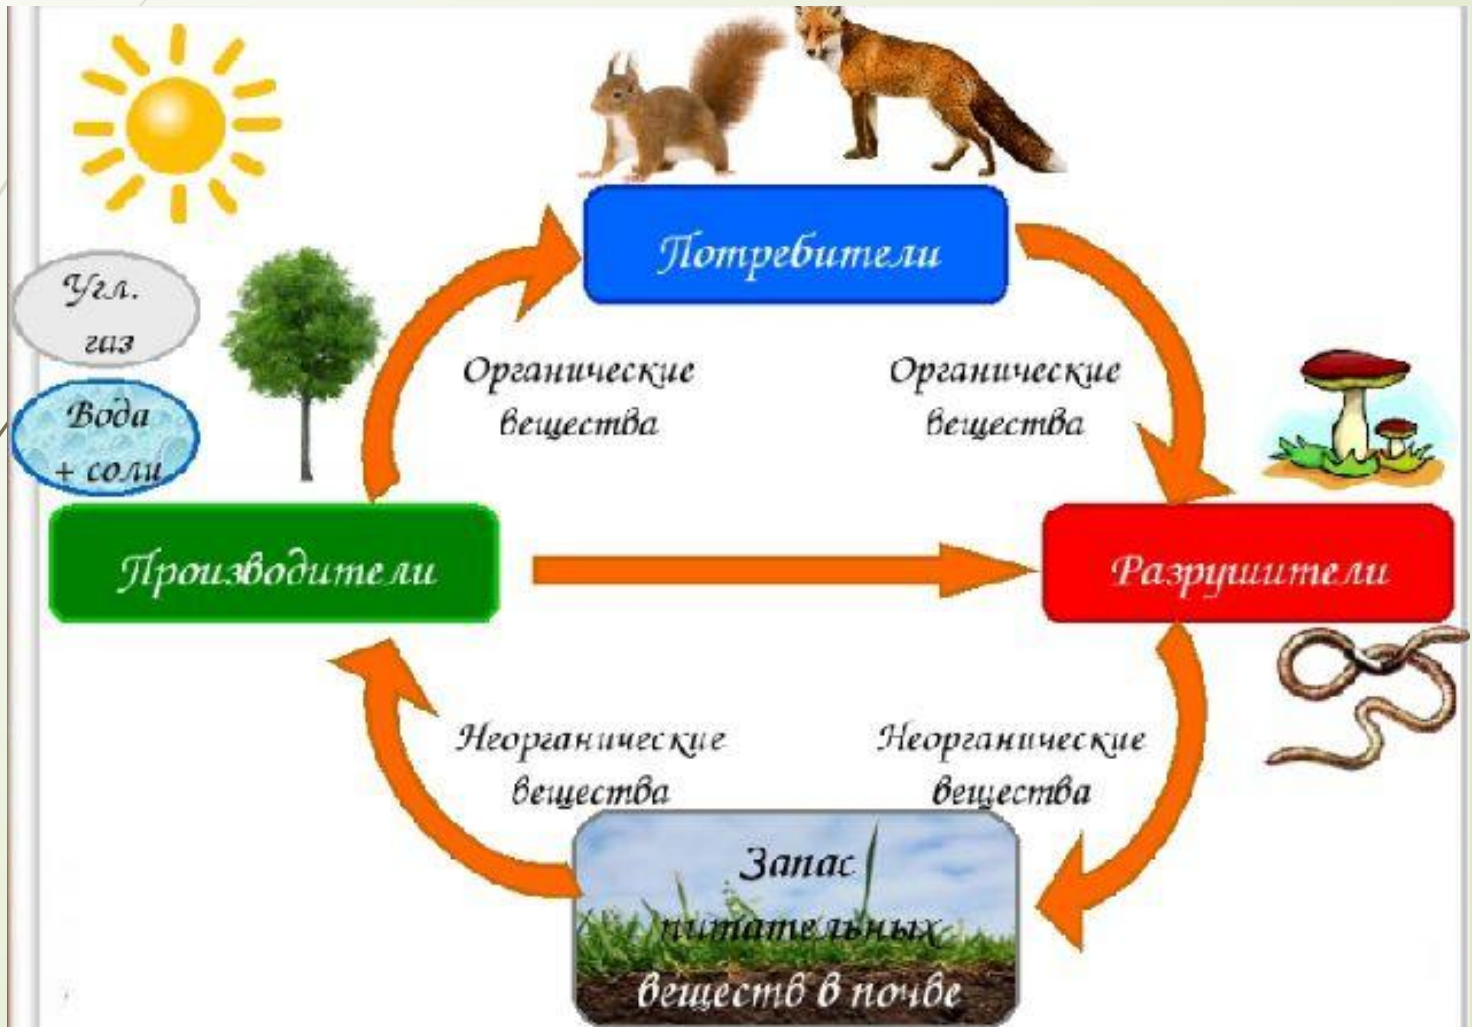 Потребители
Угл.
газ
Вода
+ соли
Органические
вещества
Органические
вещества
Производители
Разрушители
Неорганические
вещества
Неорганические
вещества
Запас
питательных
веществ в почве